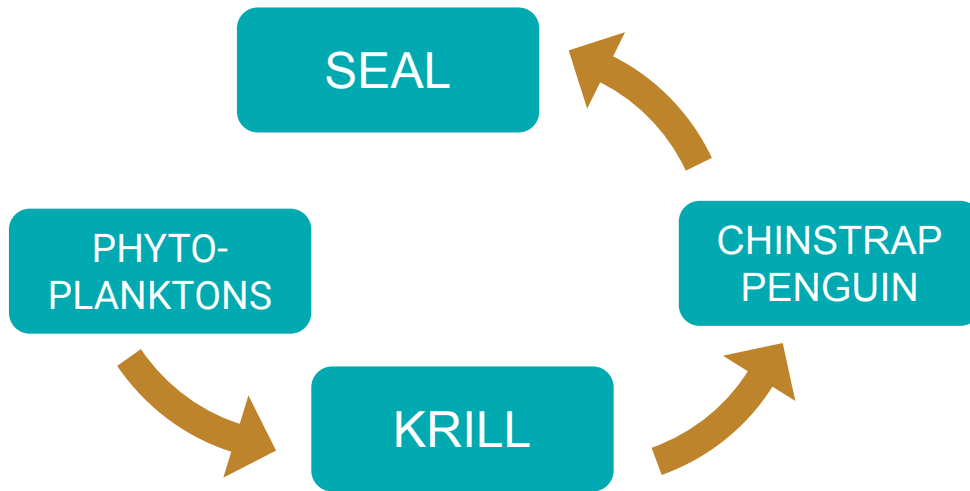 SEAL
PHYTO-
PLANKTONS
CHINSTRAP
PENGUIN
KRILL